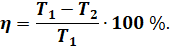 η = (T₁ − T₂) / T₁ · 100 %.